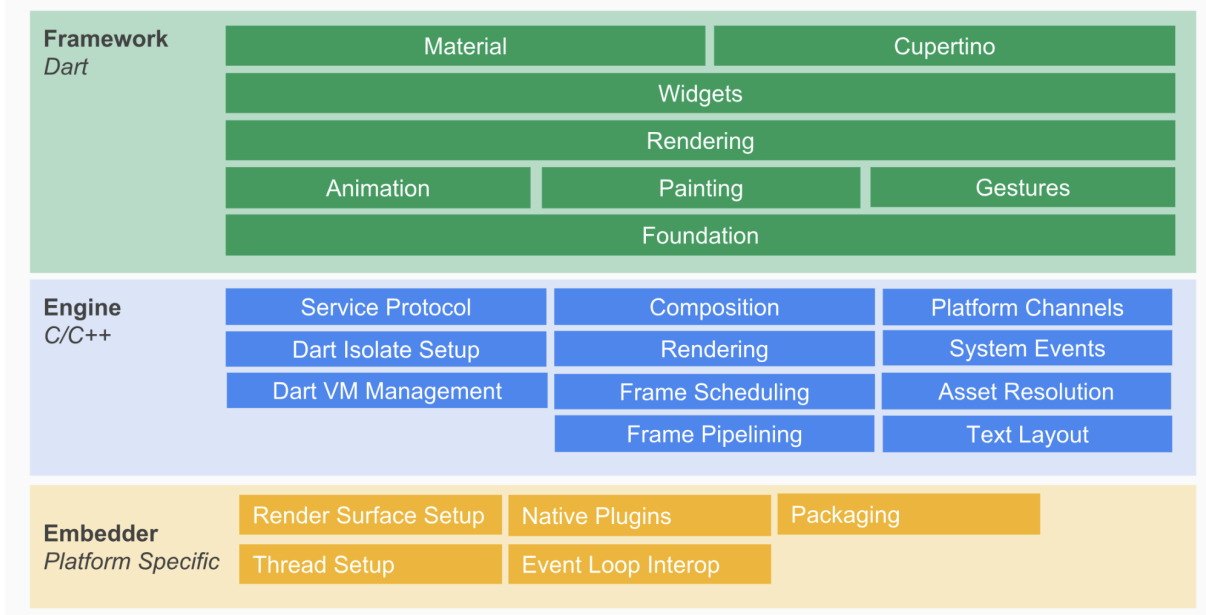 Framework
Dart
Material
Cupertino
Widgets
Rendering
Animation
Painting
Gestures
Foundation
Engine
C/C++
Service Protocol
Composition
Platform Channels
Dart Isolate Setup
Rendering
System Events
Dart VM Management
Frame Scheduling
Asset Resolution
Frame Pipelining
Text Layout
Embedder
Platform Specific
Render Surface Setup
Native Plugins
Packaging
Thread Setup
Event Loop Interop